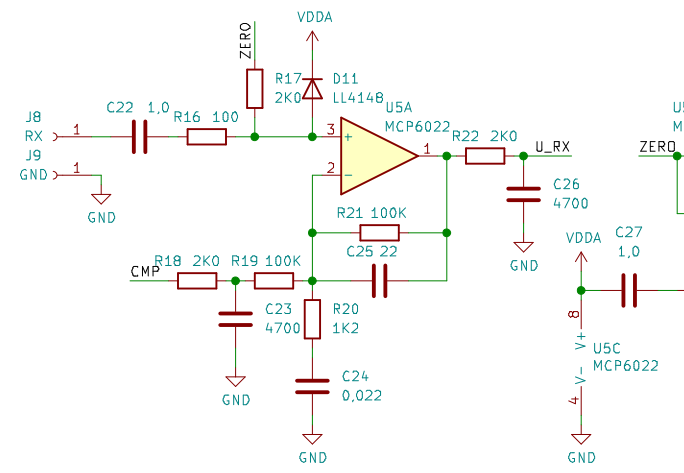 VDDA
ZERO
J8
RX
1
C22 1,0
R16 100
R17
2K0
D11
LL4148
U5A
MCP6022
3
+
2
−
1
R22 2K0
U_RX
J9
GND
1
GND
C26
4700
GND
R21 100K
C25 22
CMP
R18 2K0
R19 100K
C23
4700
GND
R20
1K2
C24
0,022
GND
ZERO
C27
1,0
VDDA
8
V+
U5C
MCP6022
V-
4
GND